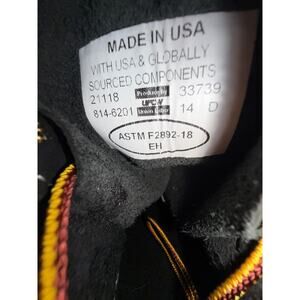 MADE IN USA
WITH USA & GLOBALLY
SOURCED COMPONENTS
21118 Produced by 33739
814-6201 UFCW Union Labor 14 D
ASTM F2892-18
EH